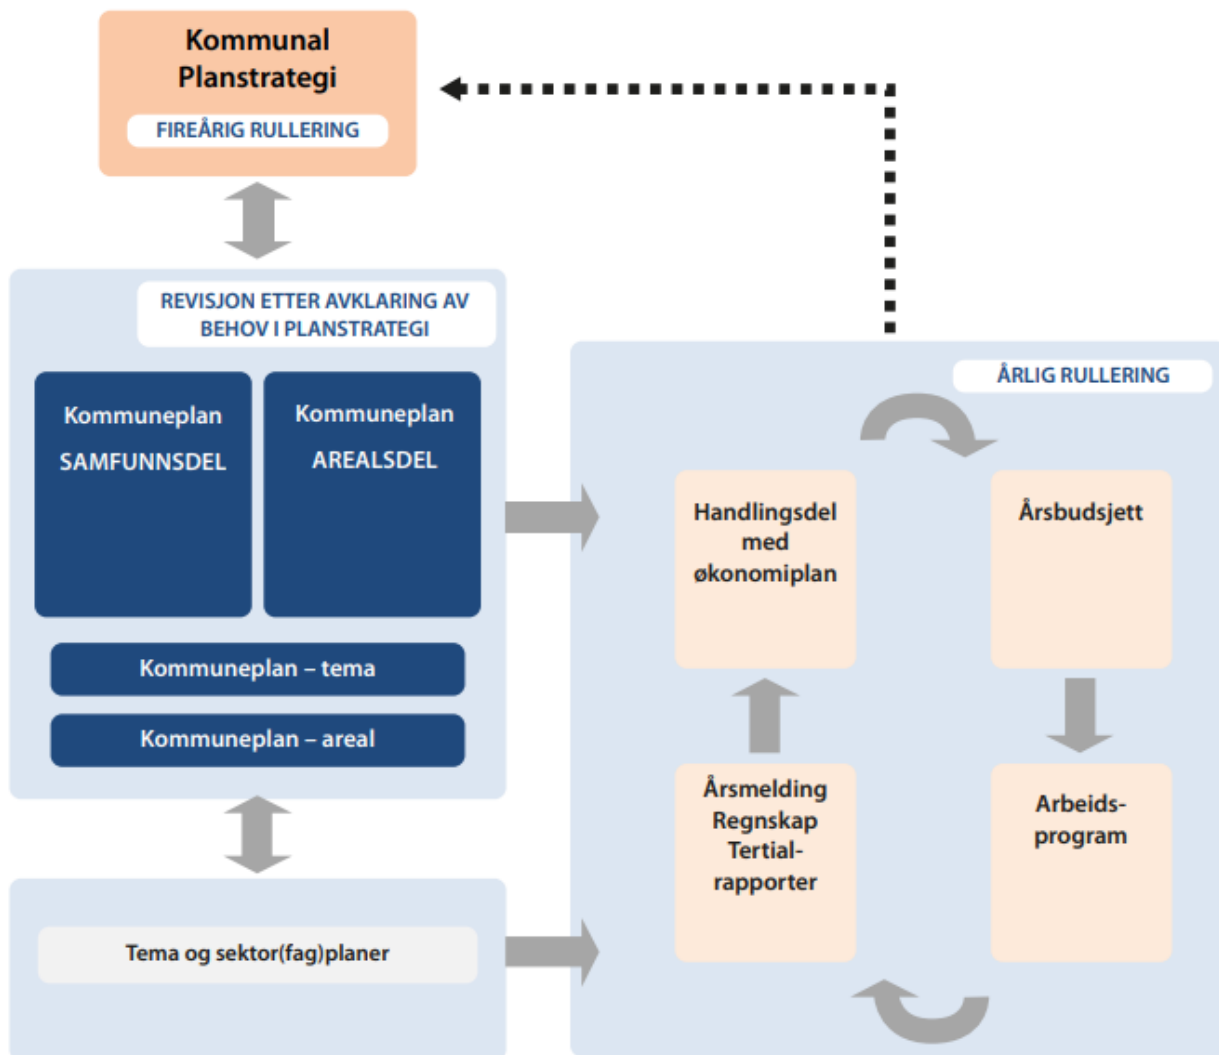 Kommunal
Planstrategi
FIREÅRIG RULLERING
REVISJON ETTER AVKLARING AV
BEHOV I PLANSTRATEGI
Kommuneplan
SAMFUNNSDEL
Kommuneplan
AREALSDEL
Kommuneplan – tema
Kommuneplan – areal
Tema og sektor(fag)planer
ÅRLIG RULLERING
Handlingsdel
med
økonomiplan
Årsbudsjett
Årsmelding
Regnskap
Tertial-
rapporter
Arbeids-
program